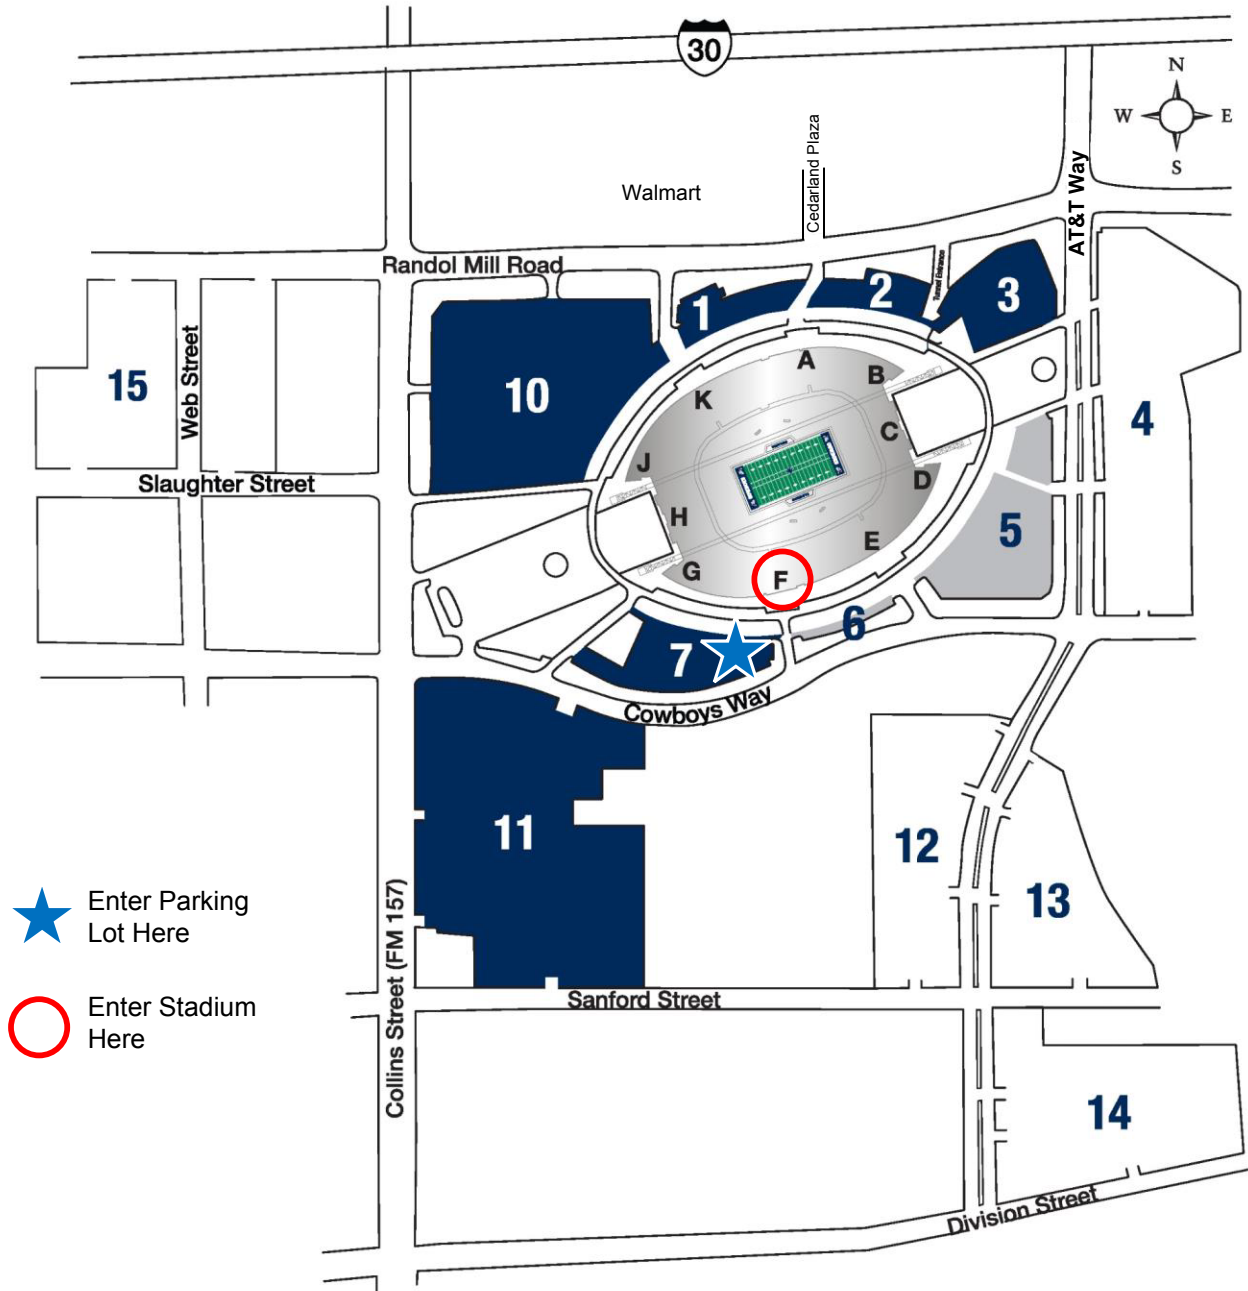 30
N
W
E
S
Cedarland Plaza
AT&T Way
Walmart
Randol Mill Road
Tunnel Entrance
1
2
3
15
Web Street
10
A
B
K
C
4
J
D
Slaughter Street
H
E
5
G
F
6
7
Cowboys Way
11
12
13
Enter Parking
Lot Here
Collins Street (FM 157)
Enter Stadium
Here
Sanford Street
14
Division Street